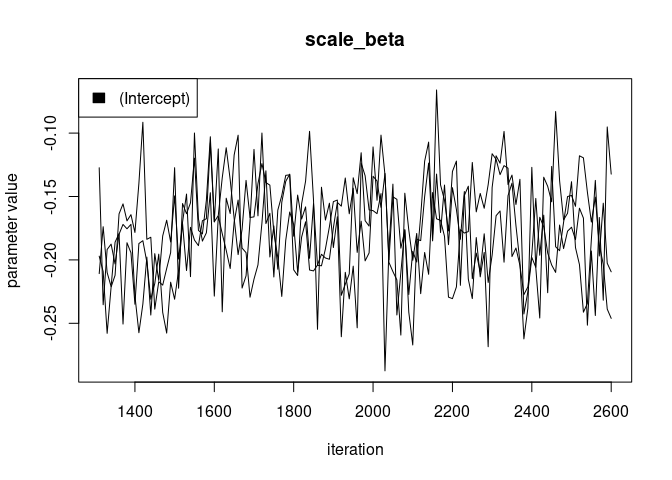 scale_beta
(Intercept)
-0.10
-0.15
-0.20
-0.25
parameter value
1400 1600 1800 2000 2200 2400 2600
iteration